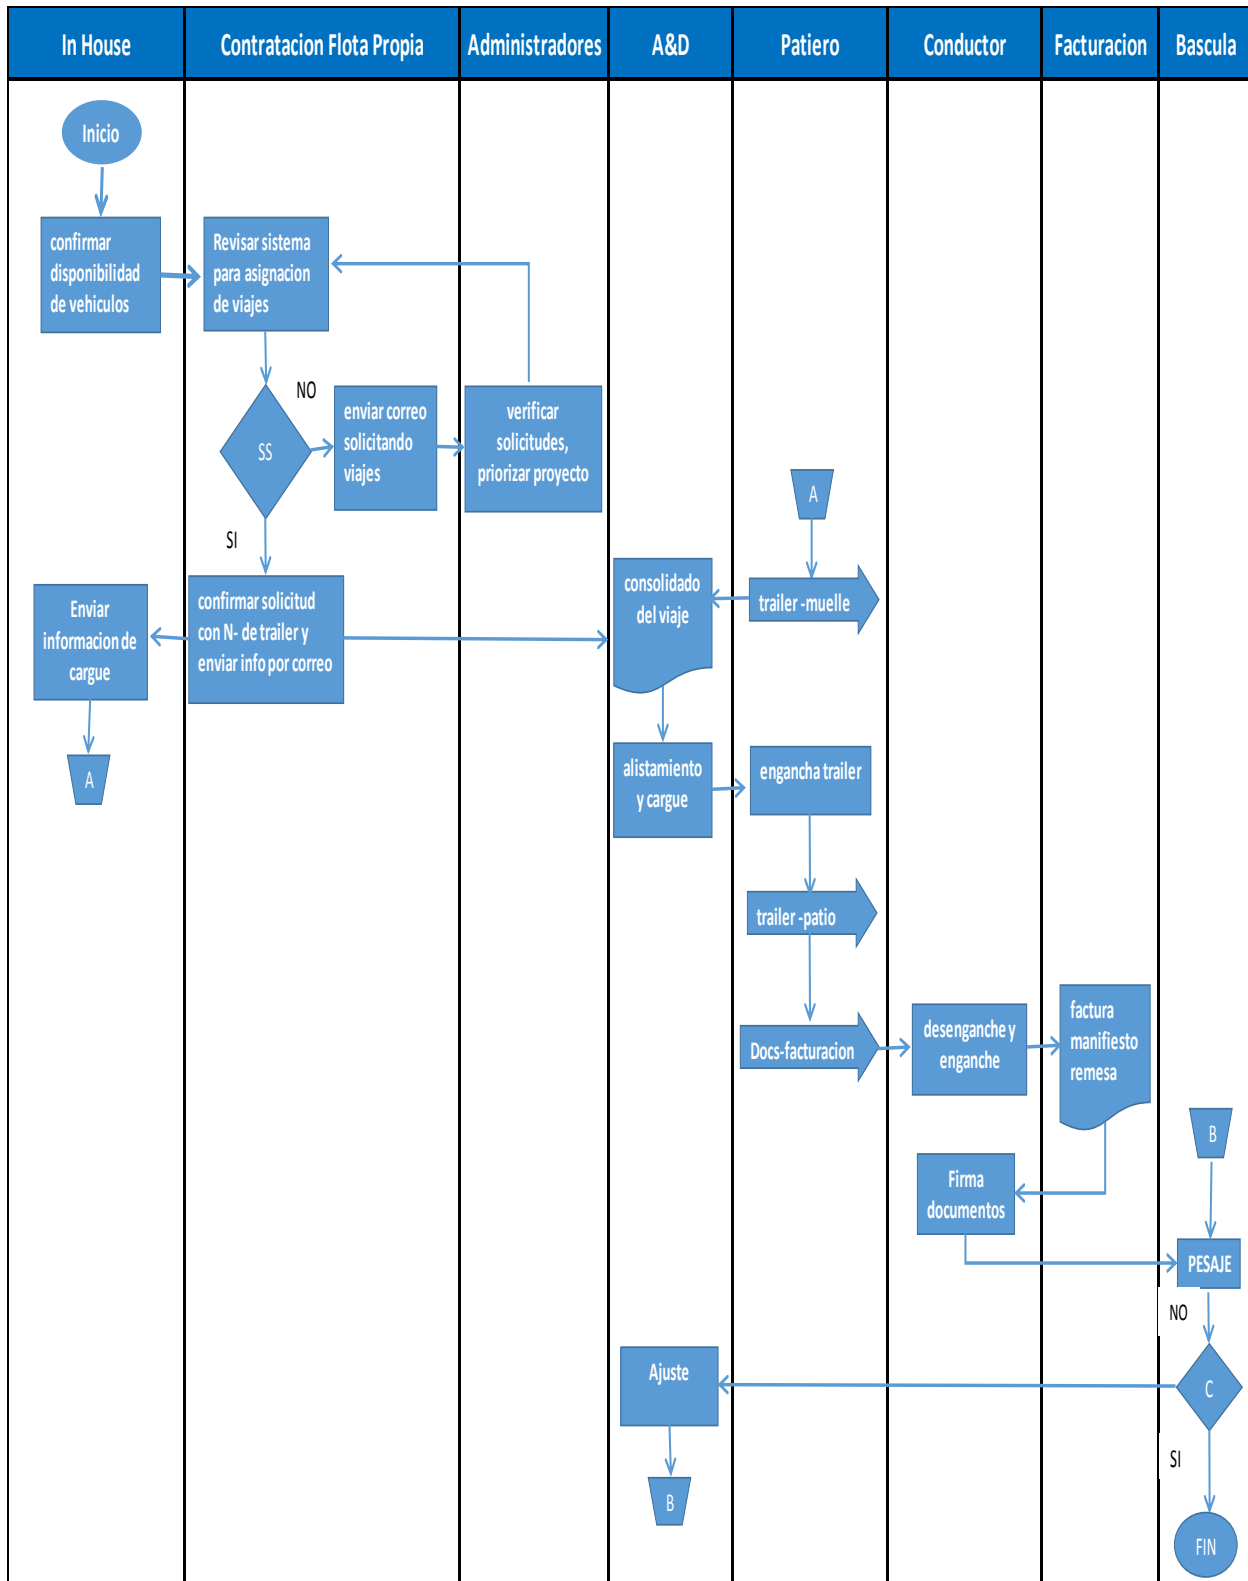 In House
Contratacion Flota Propia
Administradores
A&D
Patiero
Conductor
Facturacion
Bascula
Inicio
confirmar
disponibilidad
de vehiculos
Revisar sistema
para asignacion
de viajes
NO
SS
enviar correo
solicitando
viajes
verificar
solicitudes,
priorizar proyecto
A
SI
Enviar
informacion de
cargue
confirmar solicitud
con N- de trailer y
enviar info por correo
consolidado
del viaje
trailer -muelle
A
alistamiento
y cargue
engancha trailer
trailer -patio
Docs-facturacion
desenganche y
enganche
factura
manifiesto
remesa
B
Firma
documentos
PESAJE
NO
Ajuste
C
SI
B
FIN